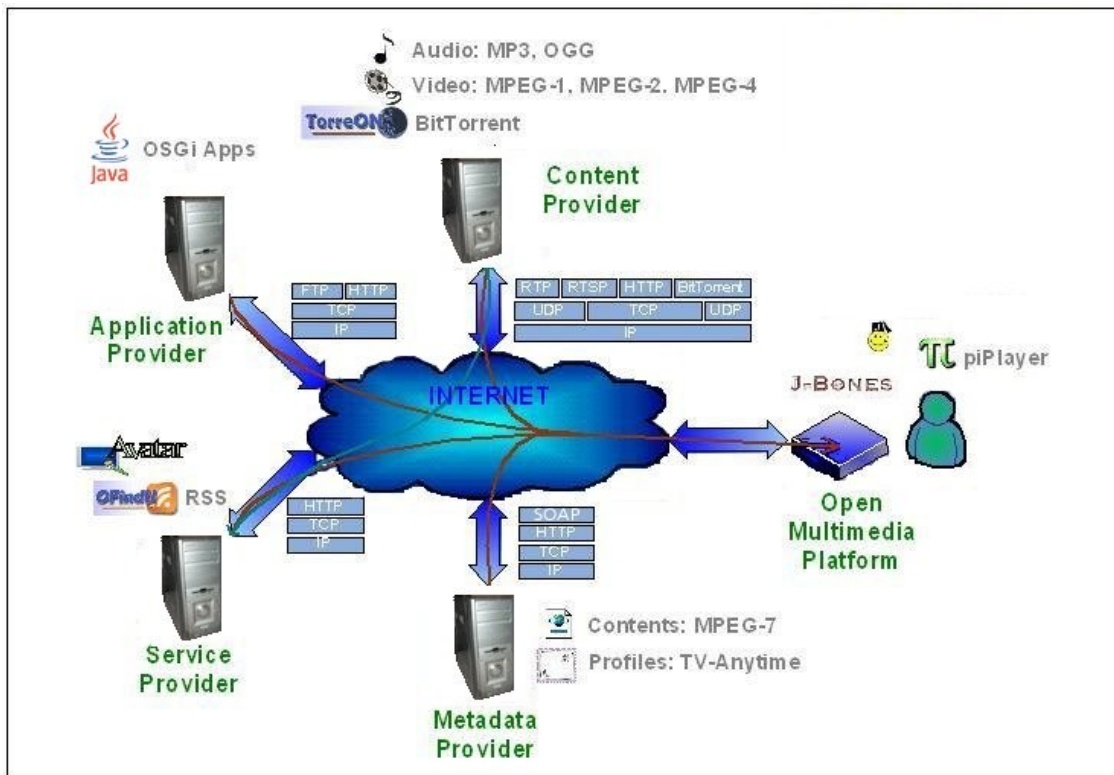 Audio: MP3, OGG
Video: MPEG-1, MPEG-2, MPEG-4
TorreON
BitTorrent
Java
OSGi Apps
Content
Provider
FTP HTTP
TCP
IP
RTP RTSP HTTP BitTorrent
UDP TCP UDP
IP
Application
Provider
INTERNET
piPlayer
J-BONES
Avatar
OFindU
RSS
HTTP
TCP
IP
SOAP
HTTP
TCP
IP
Open
Multimedia
Platform
Service
Provider
Contents: MPEG-7
Profiles: TV-Anytime
Metadata
Provider